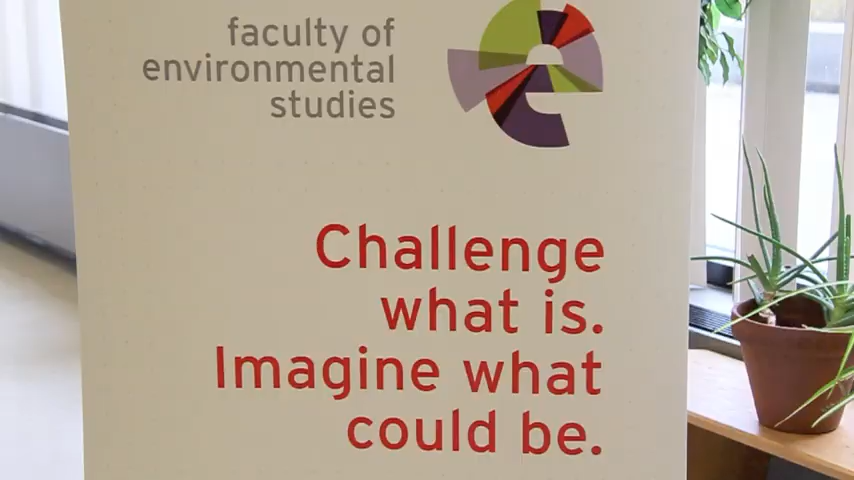 faculty of
environmental
studies
e
Challenge
what is.
Imagine what
could be.